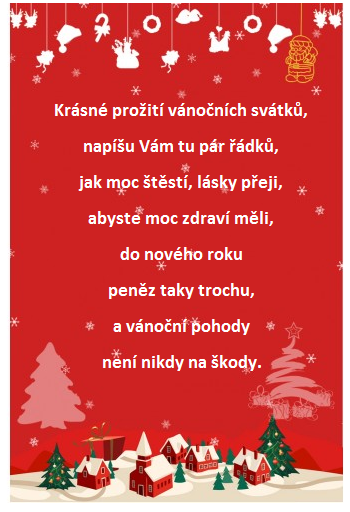 Krásné prožití vánočních svátků,
napíšu Vám tu pár řádků,
jak moc štěstí, lásky přeji,
abyste moc zdraví měli,
do nového roku
peněz taky trochu,
a vánoční pohody
není nikdy na škody.